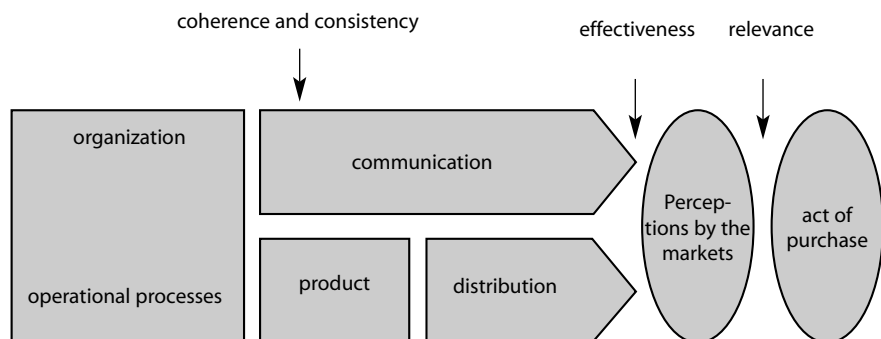 coherence and consistency
effectiveness
relevance
organization
communication
Percep-
tions by the
markets
act of
purchase
operational processes
product
distribution